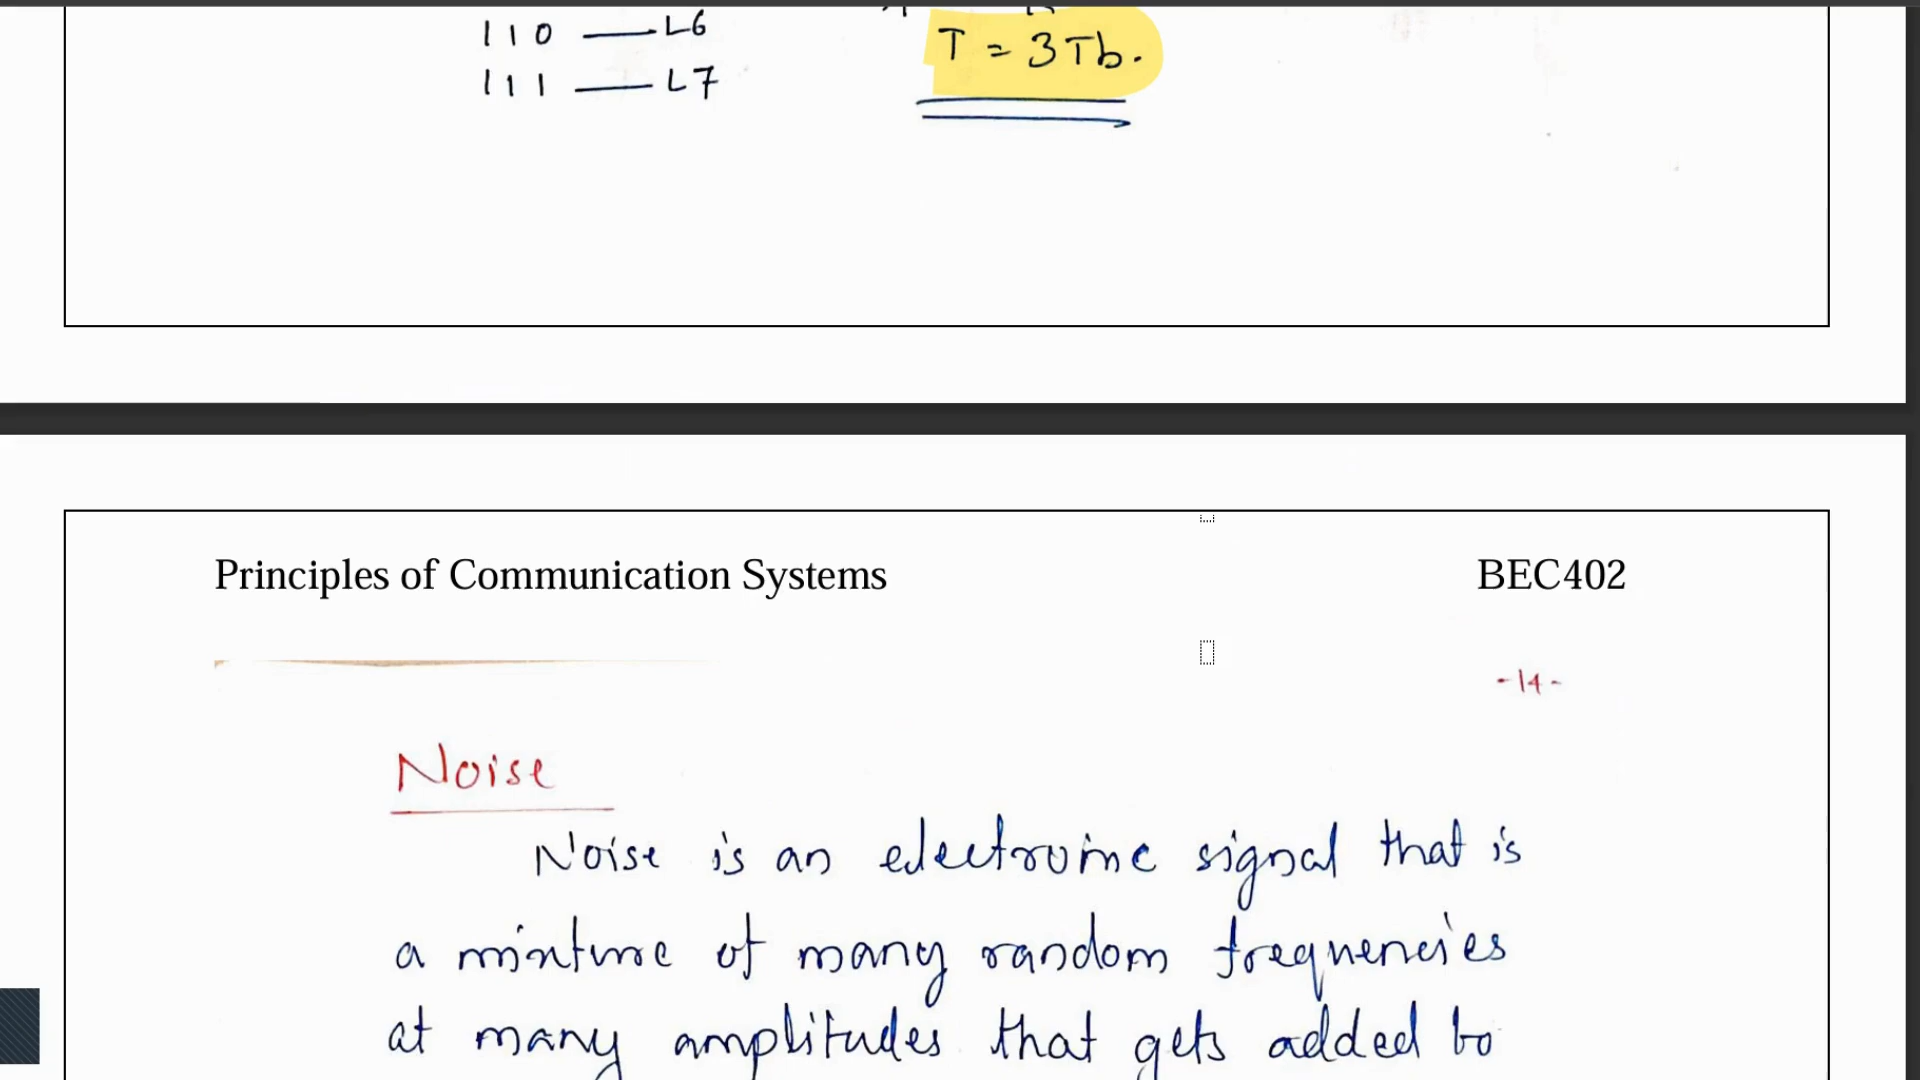 110 — L6
T = 3Tb.
111 — L7
Principles of Communication Systems BEC402
-14-
Noise
Noise is an electronic signal that is
a mixture of many random frequencies
at many amplitudes that gets added to